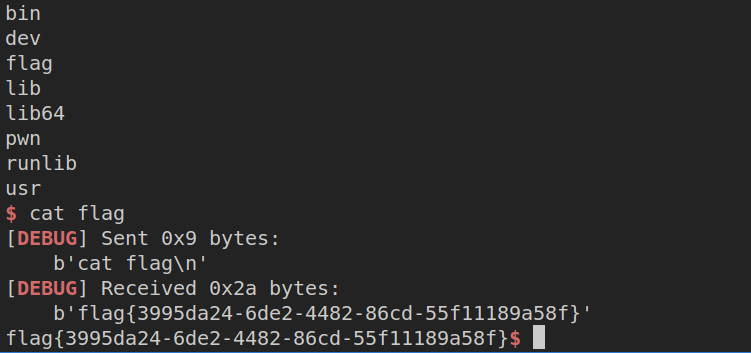 bin
dev
flag
lib
lib64
pwn
runlib
usr
$ cat flag
[DEBUG] Sent 0x9 bytes:
    b'cat flag\n'
[DEBUG] Received 0x2a bytes:
    b'flag{3995da24-6de2-4482-86cd-55f11189a58f}'
flag{3995da24-6de2-4482-86cd-55f11189a58f}$